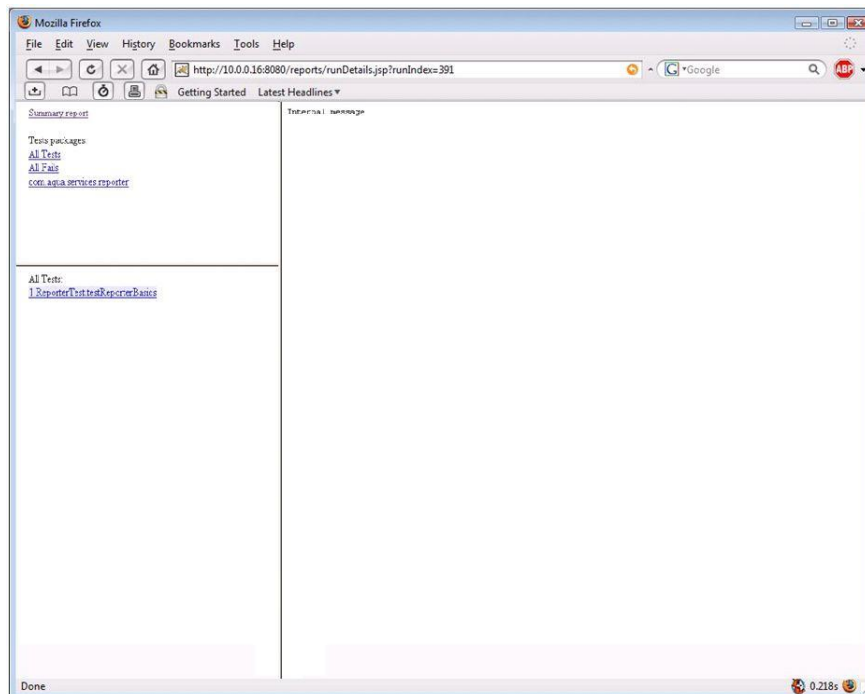 Mozilla Firefox
File Edit View History Bookmarks Tools Help
http://10.0.0.16:8080/reports/runDetails.jsp?runIndex=391
G Google
ABP
Getting Started Latest Headlines
Summary report
Tests packages
All Tests
All Fails
com.aqua.services.reporter
All Tests:
1.ReporterTest.testReporterBasics
Internal message
Done
0.218s